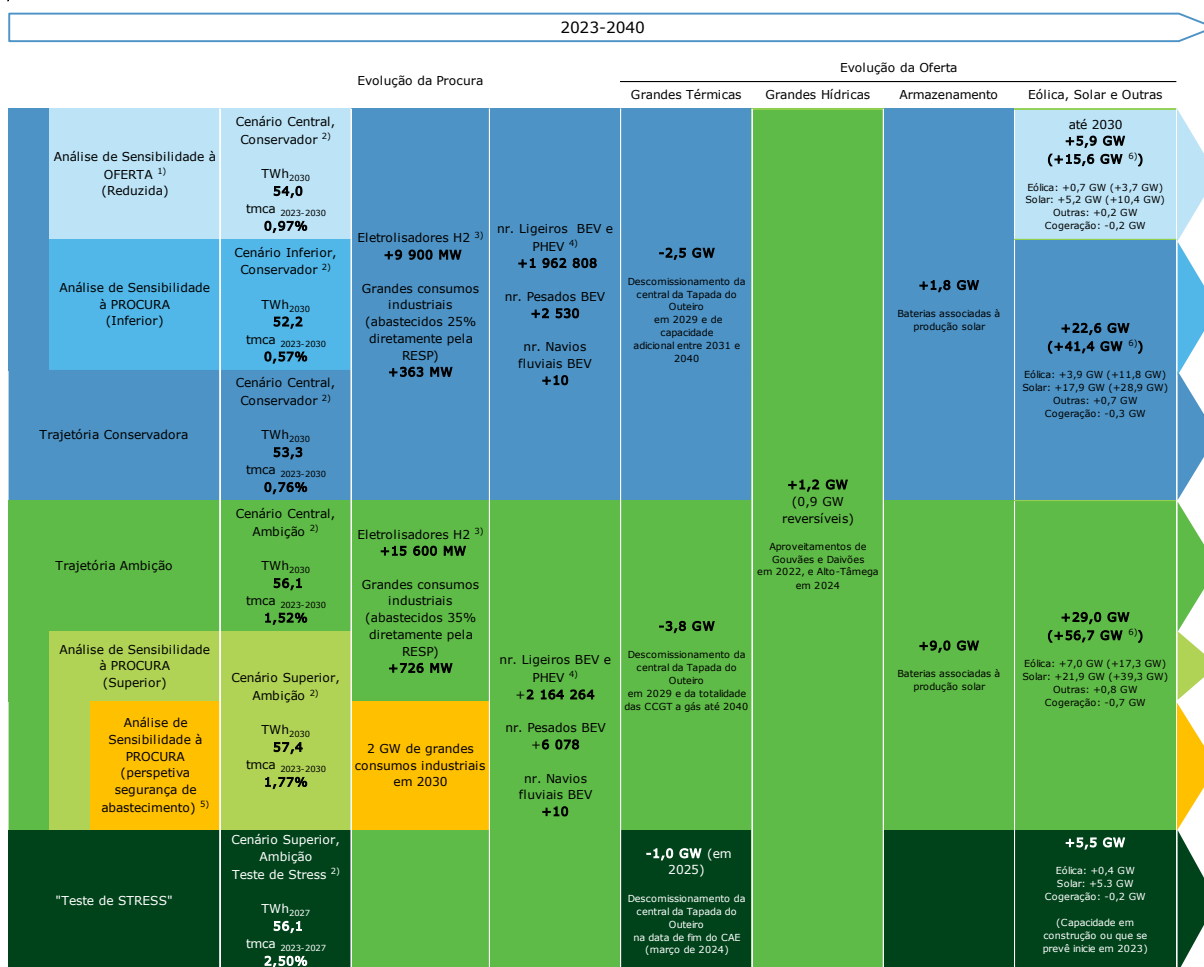 2023-2040
Evolução da Procura
Evolução da Oferta
Grandes Térmicas
Grandes Hídricas
Armazenamento
Eólica, Solar e Outras
Análise de Sensibilidade à
OFERTA 1)
(Reduzida)
Cenário Central,
Conservador 2)
TWh2030
54,0
tmca 2023-2030
0,97%
até 2030
+5,9 GW
(+15,6 GW 6))
Eólica: +0,7 GW (+3,7 GW)
Solar: +5,2 GW (+10,4 GW)
Outras: +0,2 GW
Cogeração: -0,2 GW
Análise de Sensibilidade
à PROCURA
(Inferior)
Cenário Inferior,
Conservador 2)
TWh2030
52,2
tmca 2023-2030
0,57%
Trajetória Conservadora
Cenário Central,
Conservador 2)
TWh2030
53,3
tmca 2023-2030
0,76%
Eletrolisadores H2 3)
+9 900 MW
Grandes consumos
industriais
(abastecidos 25%
diretamente pela
RESP)
+363 MW
nr. Ligeiros BEV e
PHEV 4)
+1 962 808
nr. Pesados BEV
+2 530
nr. Navios
fluviais BEV
+10
-2,5 GW
Descomissionamento da
central da Tapada do
Outeiro
em 2029 e de
capacidade
adicional entre 2031 e
2040
+1,8 GW
Baterias associadas à
produção solar
+22,6 GW
(+41,4 GW 6))
Eólica: +3,9 GW (+11,8 GW)
Solar: +17,9 GW (+28,9 GW)
Outras: +0,7 GW
Cogeração: -0,3 GW
+1,2 GW
(0,9 GW
reversíveis)
Aproveitamentos de
Gouvães e Daivões
em 2022, e Alto-Tâmega
em 2024
Trajetória Ambição
Cenário Central,
Ambição 2)
TWh2030
56,1
tmca 2023-2030
1,52%
Eletrolisadores H2 3)
+15 600 MW
Grandes consumos
industriais
(abastecidos 35%
diretamente pela
RESP)
+726 MW
Análise de Sensibilidade
à PROCURA
(Superior)
Cenário Superior,
Ambição 2)
TWh2030
57,4
tmca 2023-2030
1,77%
Análise de
Sensibilidade à
PROCURA
(perspetiva
segurança de
abastecimento) 5)
2 GW de grandes
consumos industriais
em 2030
nr. Ligeiros BEV e
PHEV 4)
+2 164 264
nr. Pesados BEV
+6 078
nr. Navios
fluviais BEV
+10
-3,8 GW
Descomissionamento da
central da Tapada do
Outeiro
em 2029 e da totalidade
das CCGT a gás até 2040
+9,0 GW
Baterias associadas à
produção solar
+29,0 GW
(+56,7 GW 6))
Eólica: +7,0 GW (+17,3 GW)
Solar: +21,9 GW (+39,3 GW)
Outras: +0,8 GW
Cogeração: -0,7 GW
"Teste de STRESS"
Cenário Superior,
Ambição
Teste de Stress 2)
TWh2027
56,1
tmca 2023-2027
2,50%
-1,0 GW (em
2025)
Descomissionamento da
central da Tapada do
Outeiro
na data de fim do CAE
(março de 2024)
+5,5 GW
Eólica: +0,4 GW
Solar: +5.3 GW
Cogeração: -0,2 GW
(Capacidade em
construção ou que se
prevê inicie em 2023)